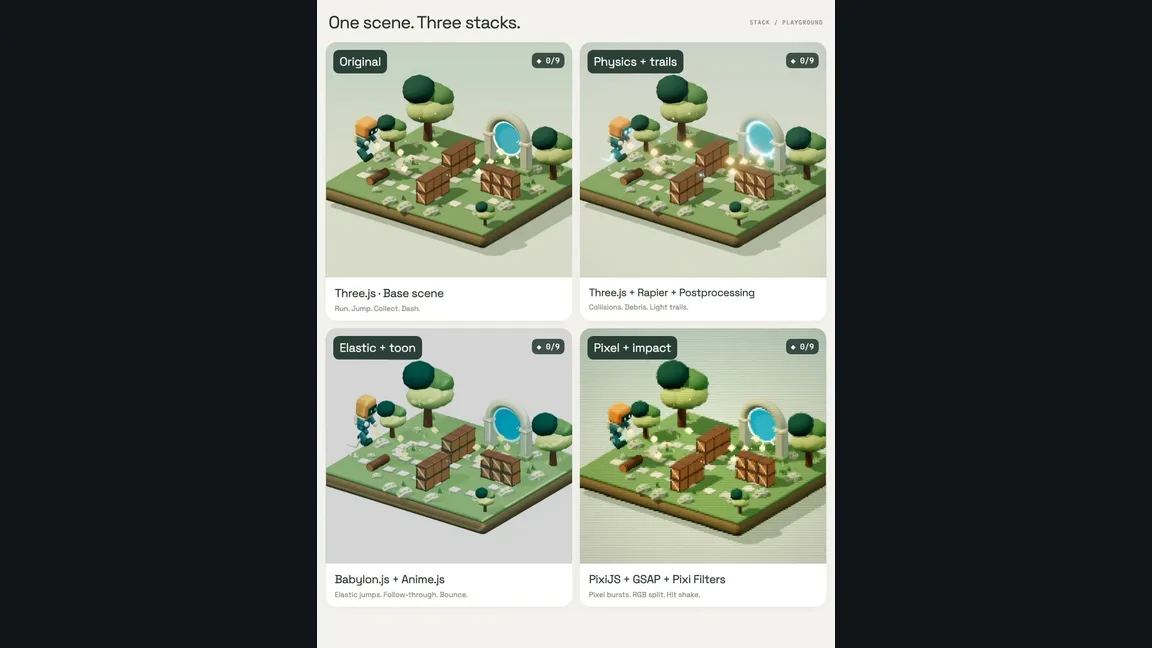 One scene. Three stacks.
STACK / PLAYGROUND
Original
◆ 0/9
Three.js · Base scene
Run. Jump. Collect. Dash.
Physics + trails
◆ 0/9
Three.js + Rapier + Postprocessing
Collisions. Debris. Light trails.
Elastic + toon
◆ 0/9
Babylon.js + Anime.js
Elastic jumps. Follow-through. Bounce.
Pixel + impact
◆ 0/9
PixiJS + GSAP + Pixi Filters
Pixel bursts. RGB split. Hit shake.